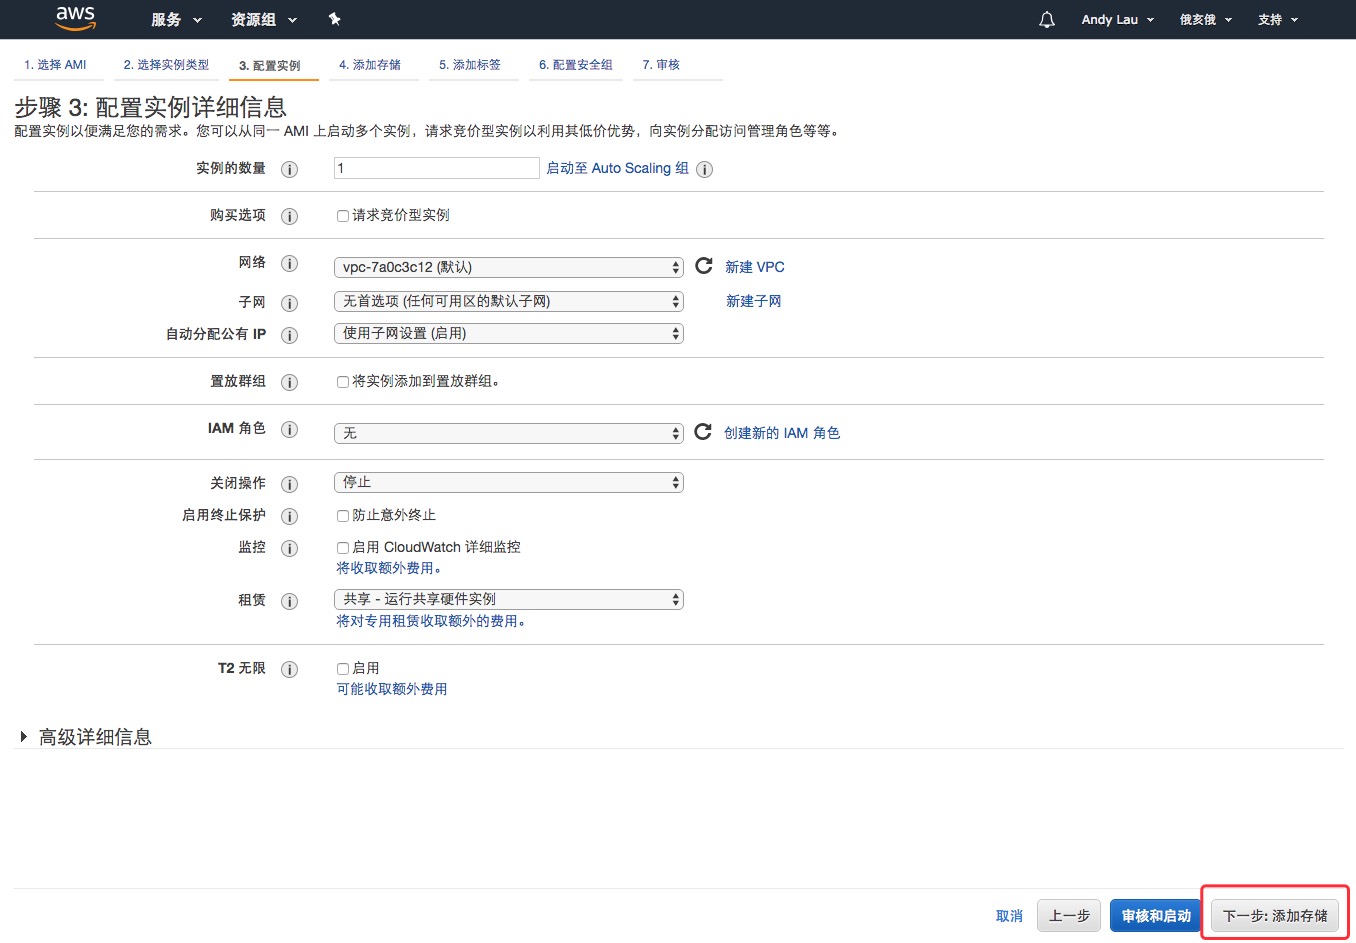 aws 服务 资源组 Andy Lau 俄亥俄 支持
1. 选择 AMI 2. 选择实例类型 3. 配置实例 4. 添加存储 5. 添加标签 6. 配置安全组 7. 审核
步骤 3: 配置实例详细信息
配置实例以便满足您的需求。您可以从同一 AMI 上启动多个实例，请求竞价型实例以利用其低价优势，向实例分配访问管理角色等等。
实例的数量 i 1 启动至 Auto Scaling 组 i
购买选项 i 请求竞价型实例
网络 i vpc-7a0c3c12 (默认) 新建 VPC
子网 i 无首选项 (任何可用区的默认子网) 新建子网
自动分配公有 IP i 使用子网设置 (启用)
置放群组 i 将实例添加到置放群组。
IAM 角色 i 无 创建新的 IAM 角色
关闭操作 i 停止
启用终止保护 i 防止意外终止
监控 i 启用 CloudWatch 详细监控
将收取额外费用。
租赁 i 共享 - 运行共享硬件实例
将对专用租赁收取额外的费用。
T2 无限 i 启用
可能收取额外费用
高级详细信息
取消 上一步 审核和启动 下一步: 添加存储